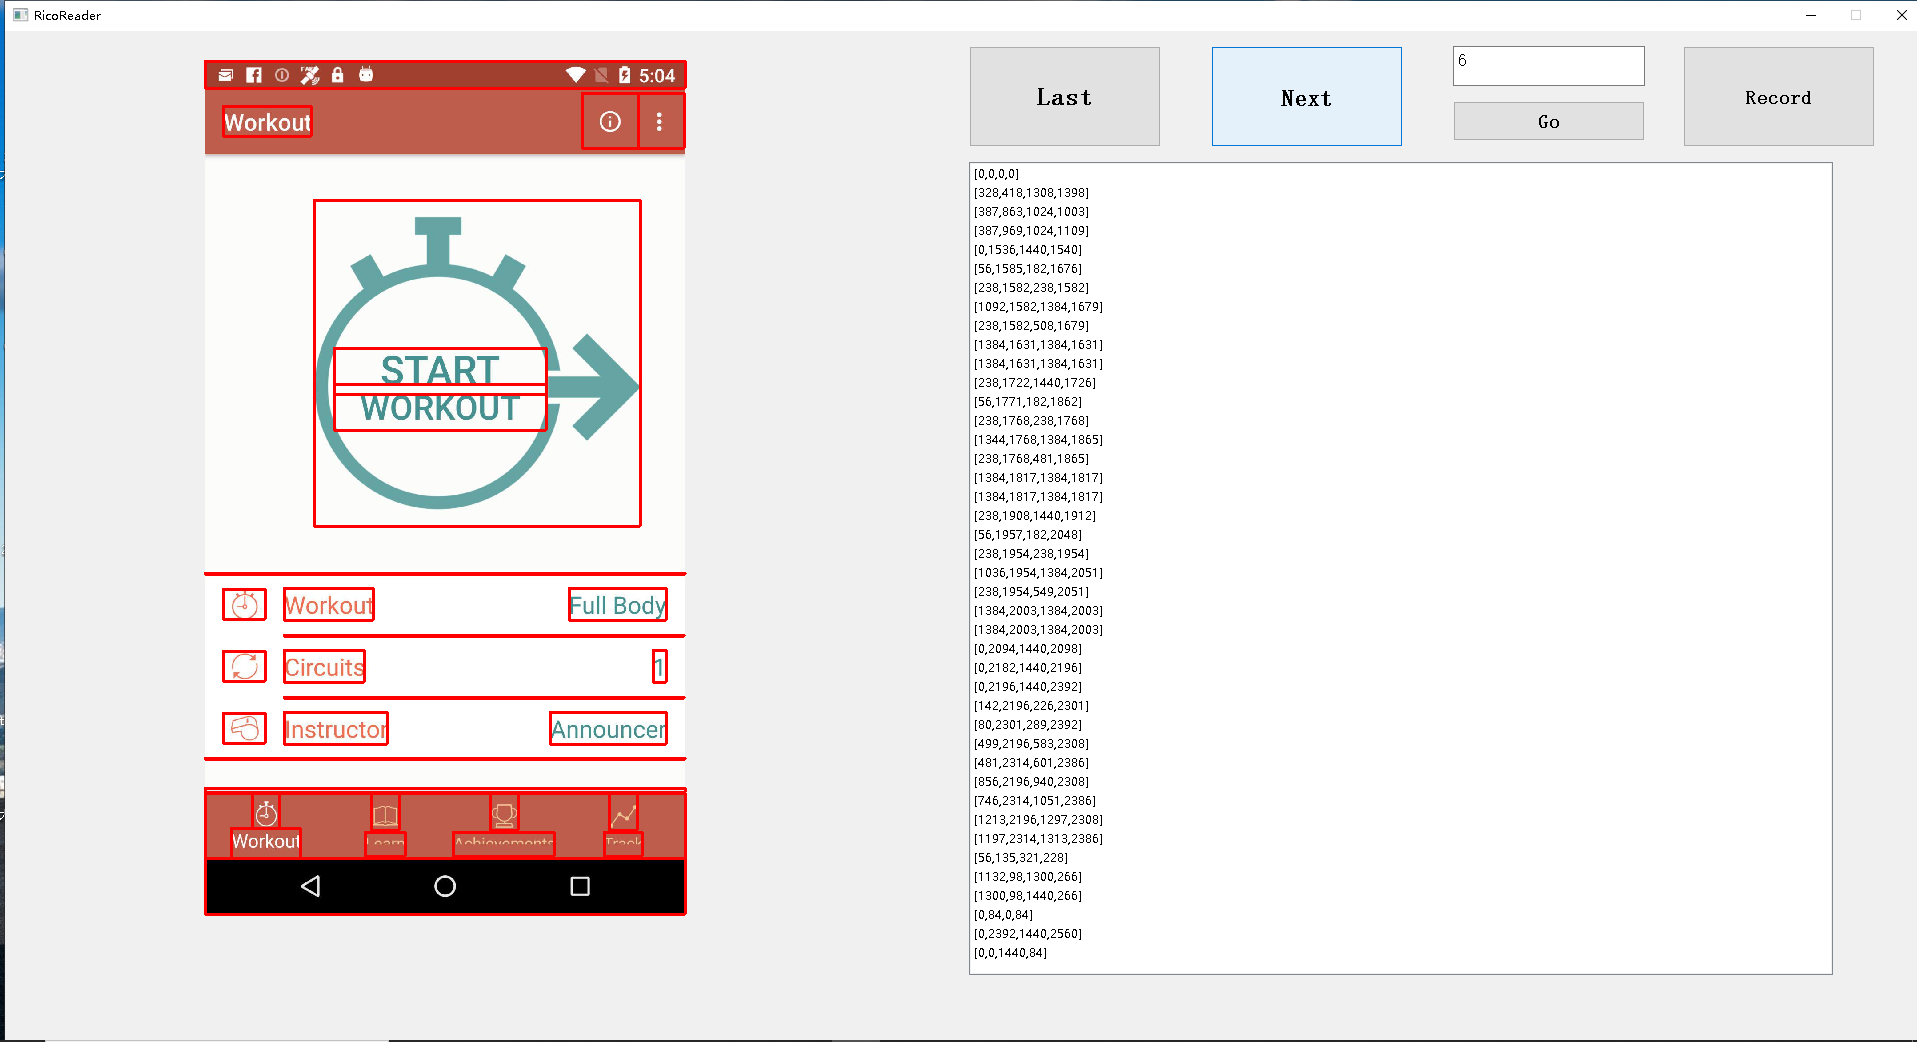 RicoReader
5:04
Workout
START
WORKOUT
Workout
Full Body
Circuits
1
Instructor
Announcer
Workout
Learn
Achievements
Track
Last
Next
6
Go
Record
[0,0,0,0]
[328,418,1308,1398]
[387,863,1024,1003]
[387,969,1024,1109]
[0,1536,1440,1540]
[56,1585,182,1676]
[238,1582,238,1582]
[1092,1582,1384,1679]
[238,1582,508,1679]
[1384,1631,1384,1631]
[1384,1631,1384,1631]
[238,1722,1440,1726]
[56,1771,182,1862]
[238,1768,238,1768]
[1344,1768,1384,1865]
[238,1768,481,1865]
[1384,1817,1384,1817]
[1384,1817,1384,1817]
[238,1908,1440,1912]
[56,1957,182,2048]
[238,1954,238,1954]
[1036,1954,1384,2051]
[238,1954,549,2051]
[1384,2003,1384,2003]
[1384,2003,1384,2003]
[0,2094,1440,2098]
[0,2182,1440,2196]
[0,2196,1440,2392]
[142,2196,226,2301]
[80,2301,289,2392]
[499,2196,583,2308]
[481,2314,601,2386]
[856,2196,940,2308]
[746,2314,1051,2386]
[1213,2196,1297,2308]
[1197,2314,1313,2386]
[56,135,321,228]
[1132,98,1300,266]
[1300,98,1440,266]
[0,84,0,84]
[0,2392,1440,2560]
[0,0,1440,84]